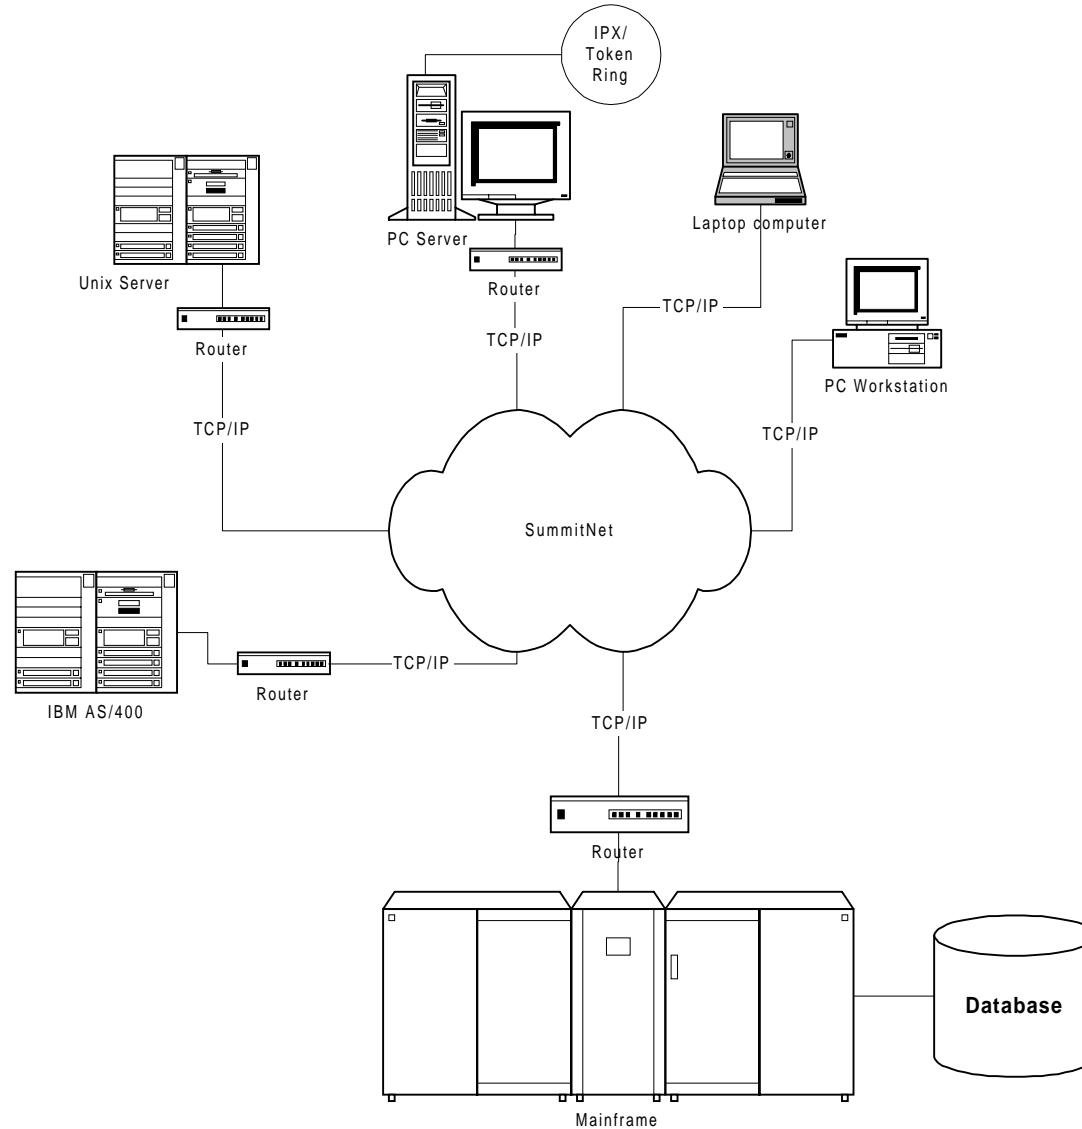 IPX/
Token
Ring
PC Server
Laptop computer
Unix Server
Router
Router
TCP/IP
TCP/IP
PC Workstation
TCP/IP
TCP/IP
SummitNet
TCP/IP
Router
IBM AS/400
TCP/IP
Router
Database
Mainframe